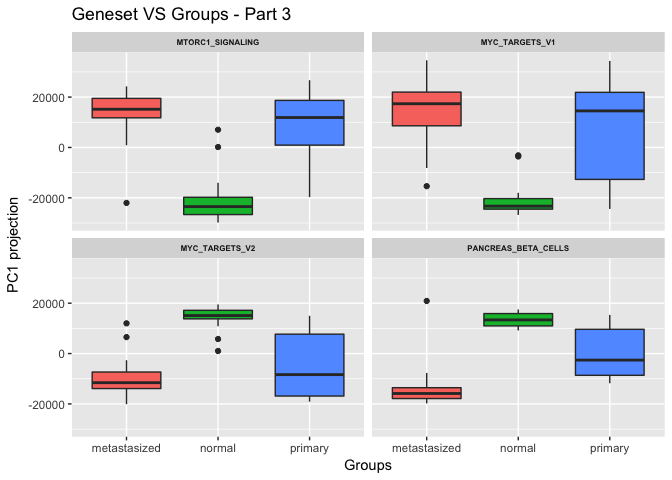 Geneset VS Groups - Part 3
MTORC1_SIGNALING
MYC_TARGETS_V1
20000
0
-20000
MYC_TARGETS_V2
PANCREAS_BETA_CELLS
20000
0
-20000
PC1 projection
metastasized normal primary
metastasized normal primary
Groups